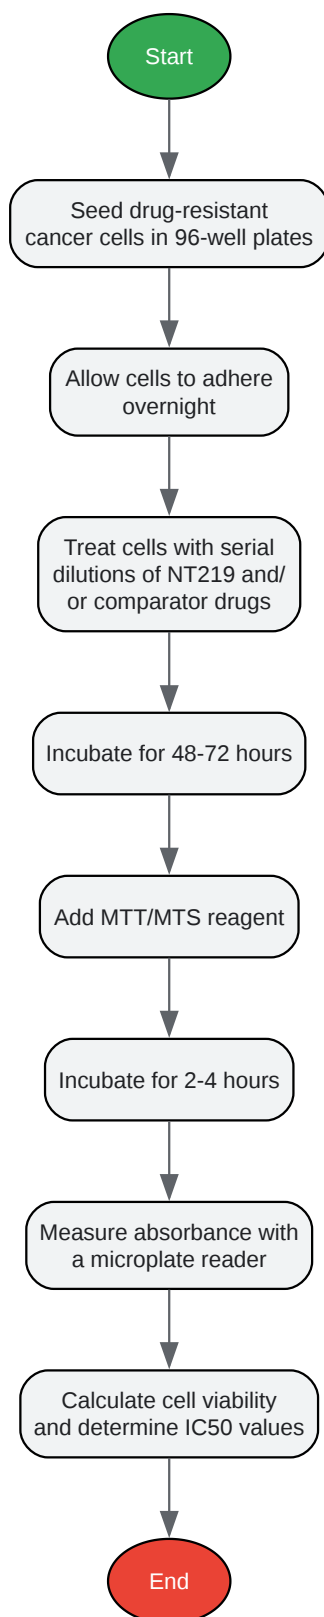 Start
Seed drug-resistant
cancer cells in 96-well plates
Allow cells to adhere
overnight
Treat cells with serial
dilutions of NT219 and/
or comparator drugs
Incubate for 48-72 hours
Add MTT/MTS reagent
Incubate for 2-4 hours
Measure absorbance with
a microplate reader
Calculate cell viability
and determine IC50 values
End